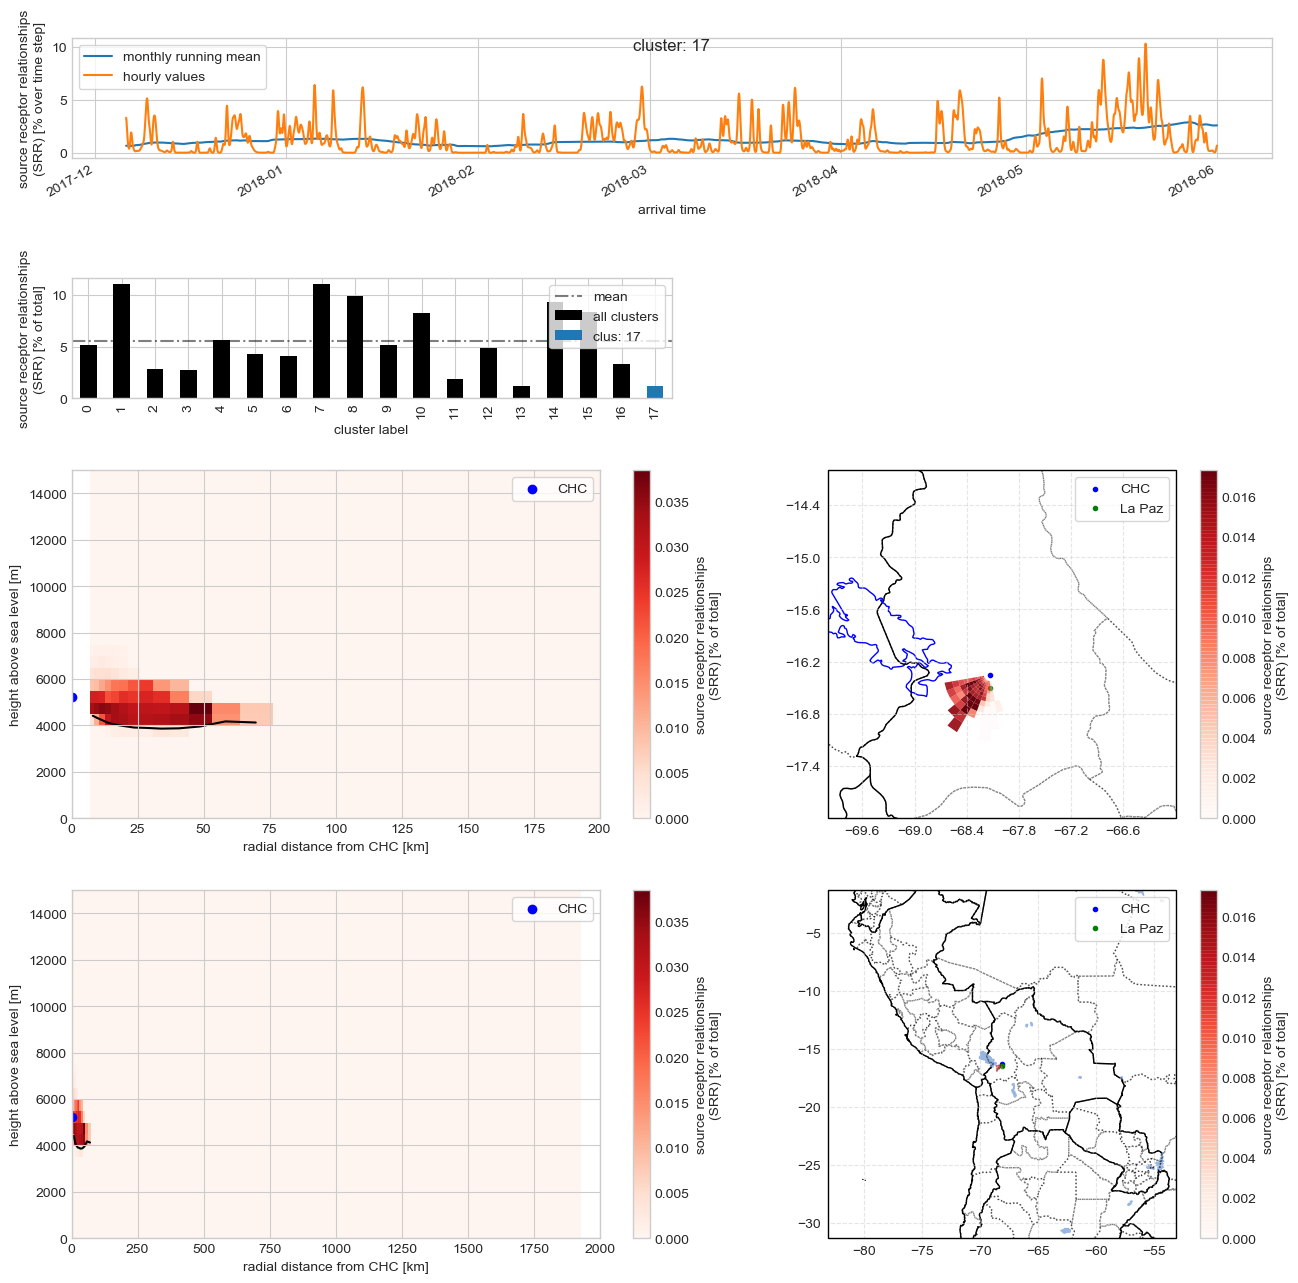 cluster: 17
source receptor relationships
(SRR) [% over time step]
10
5
0
monthly running mean
hourly values
2017-12
2018-01
2018-02
2018-03
2018-04
2018-05
2018-06
arrival time
source receptor relationships
(SRR) [% of total]
10
5
0
mean
all clusters
clus: 17
0 1 2 3 4 5 6 7 8 9 10 11 12 13 14 15 16 17
cluster label
height above sea level [m]
14000
12000
10000
8000
6000
4000
2000
0
CHC
0 25 50 75 100 125 150 175 200
radial distance from CHC [km]
0.035
0.030
0.025
0.020
0.015
0.010
0.005
0.000
source receptor relationships
(SRR) [% of total]
−14.4
−15.0
−15.6
−16.2
−16.8
−17.4
CHC
La Paz
−69.6 −69.0 −68.4 −67.8 −67.2 −66.6
0.016
0.014
0.012
0.010
0.008
0.006
0.004
0.002
0.000
source receptor relationships
(SRR) [% of total]
height above sea level [m]
14000
12000
10000
8000
6000
4000
2000
0
CHC
0 250 500 750 1000 1250 1500 1750 2000
radial distance from CHC [km]
0.035
0.030
0.025
0.020
0.015
0.010
0.005
0.000
source receptor relationships
(SRR) [% of total]
−5
−10
−15
−20
−25
−30
CHC
La Paz
−80 −75 −70 −65 −60 −55
0.016
0.014
0.012
0.010
0.008
0.006
0.004
0.002
0.000
source receptor relationships
(SRR) [% of total]